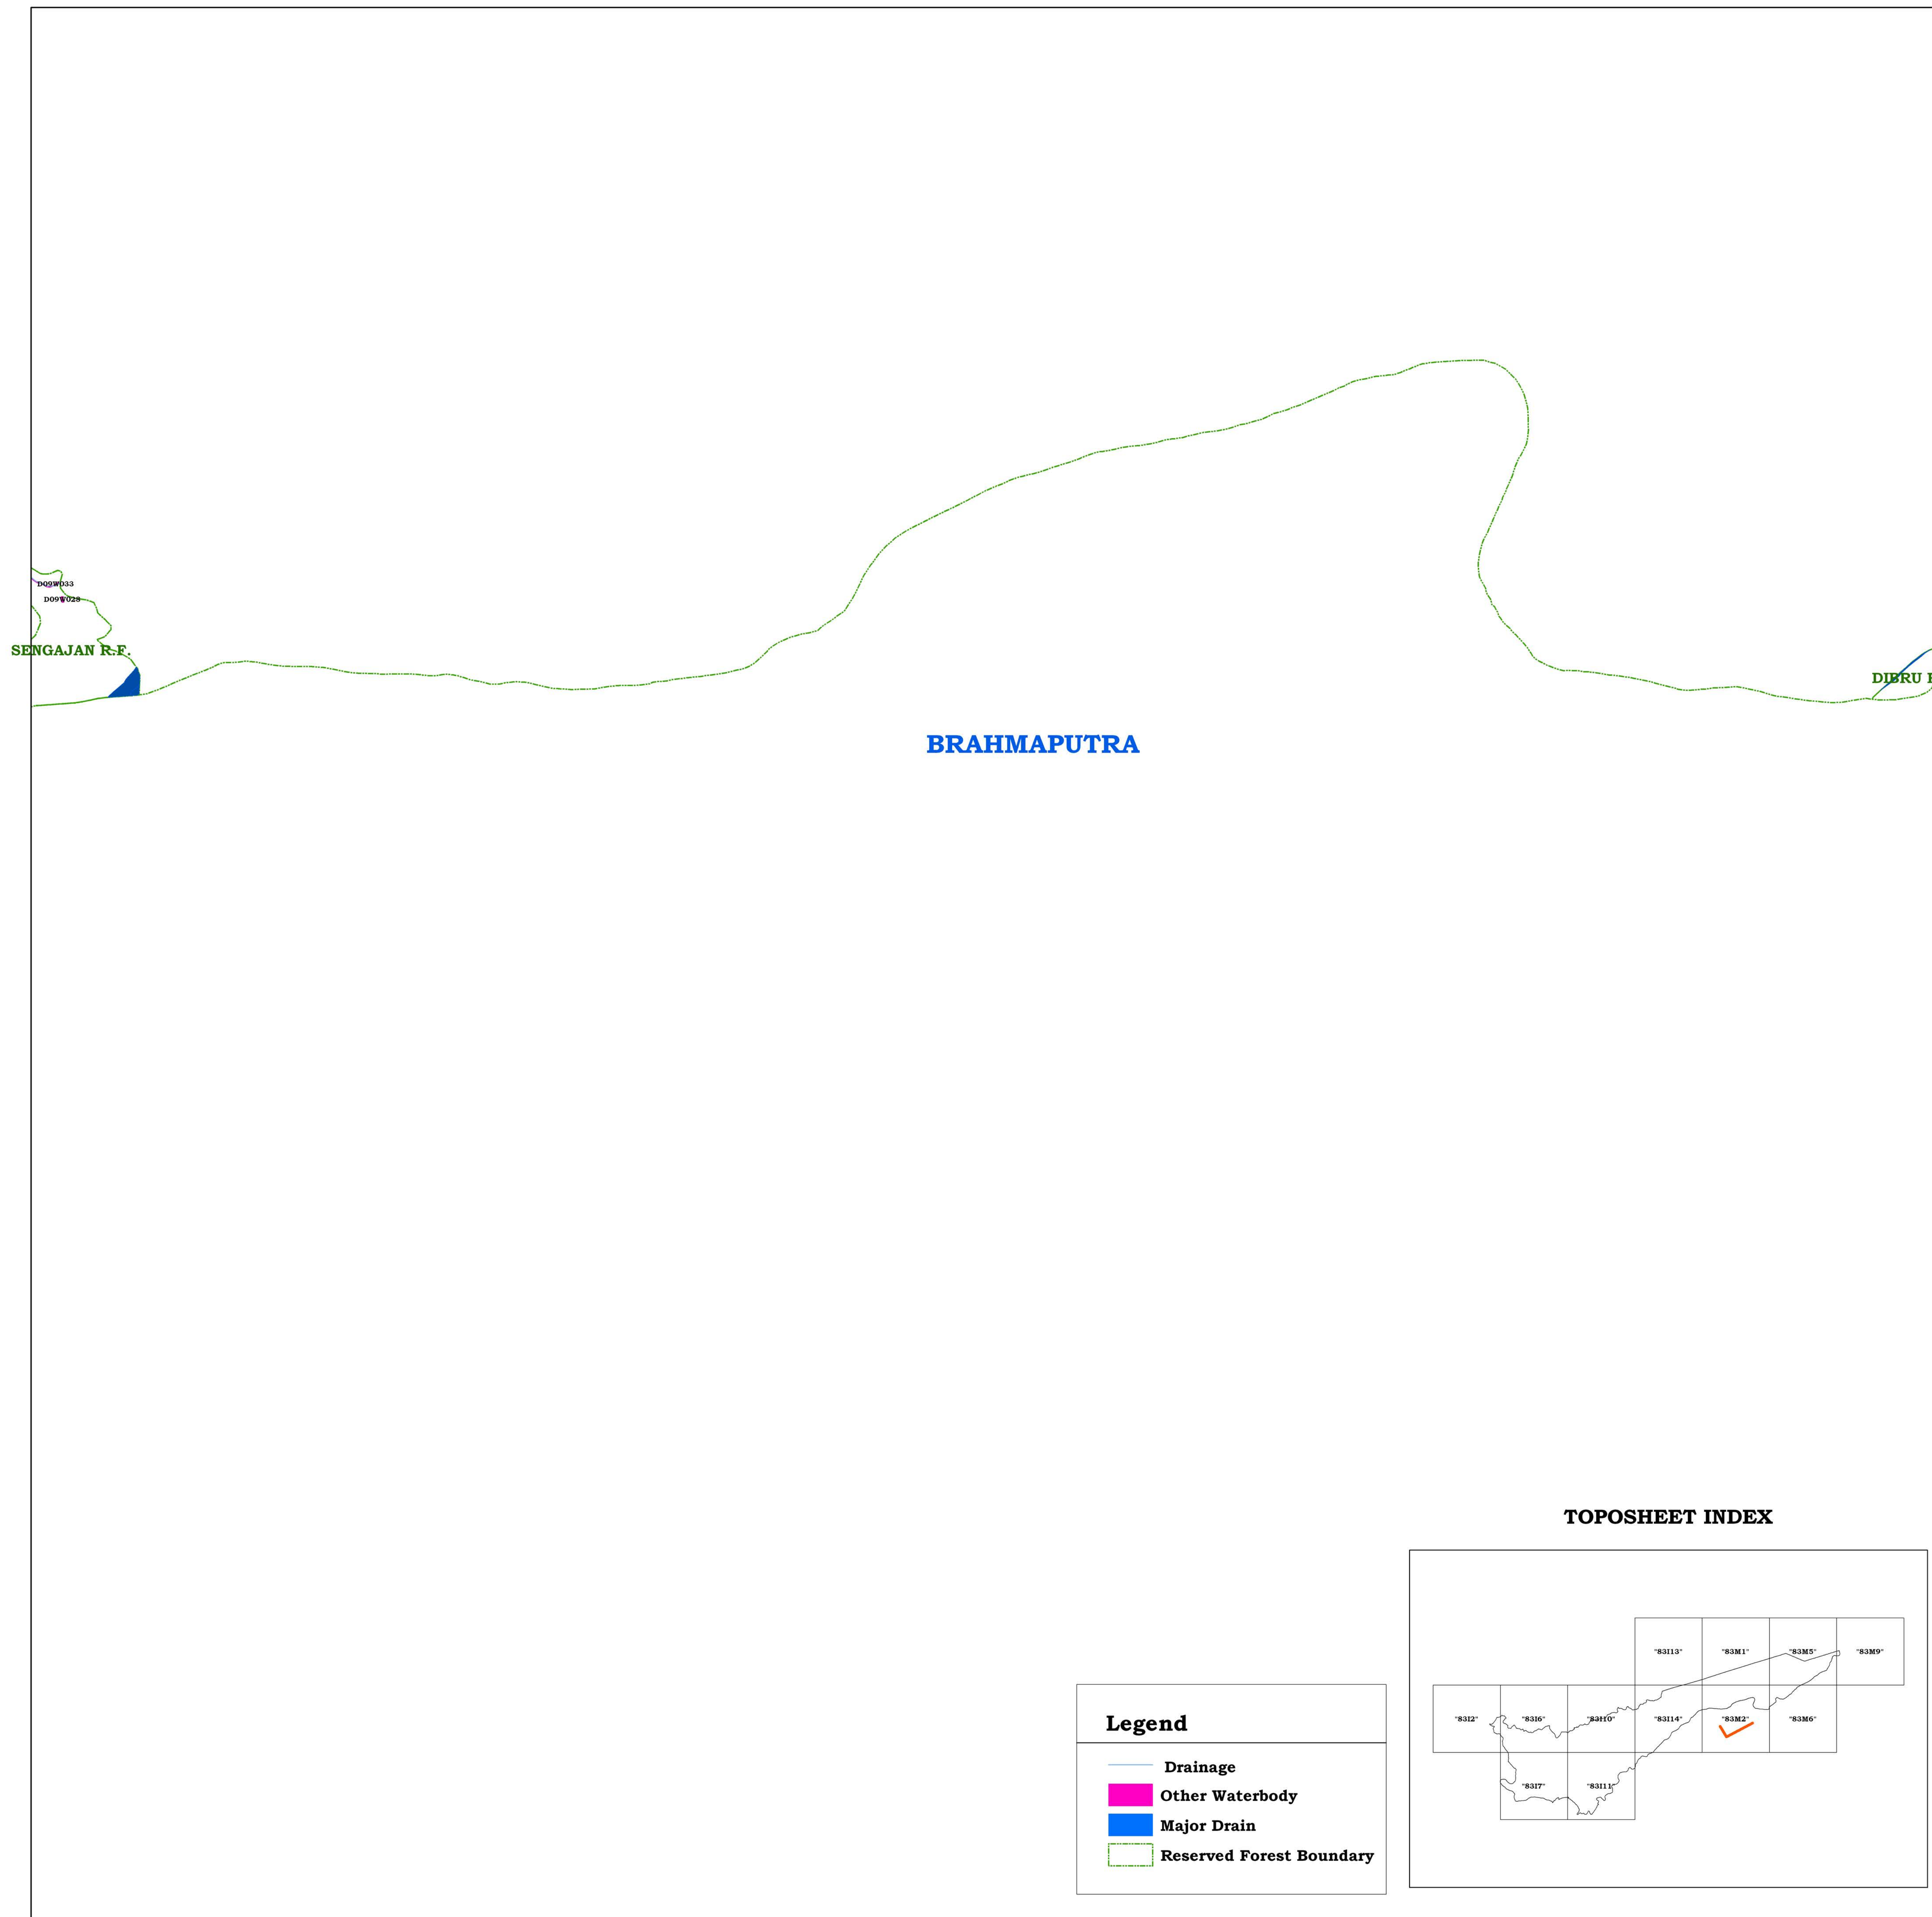 D09W033
D09W028
SENGAJAN R.F.
DIBRU
BRAHMAPUTRA
TOPOSHEET INDEX
"83I13" "83M1" "83M5" "83M9"
"83I2" "83I6" "83I10" "83I14" "83M2" "83M6"
"83I7" "83I11"
Legend
Drainage
Other Waterbody
Major Drain
Reserved Forest Boundary